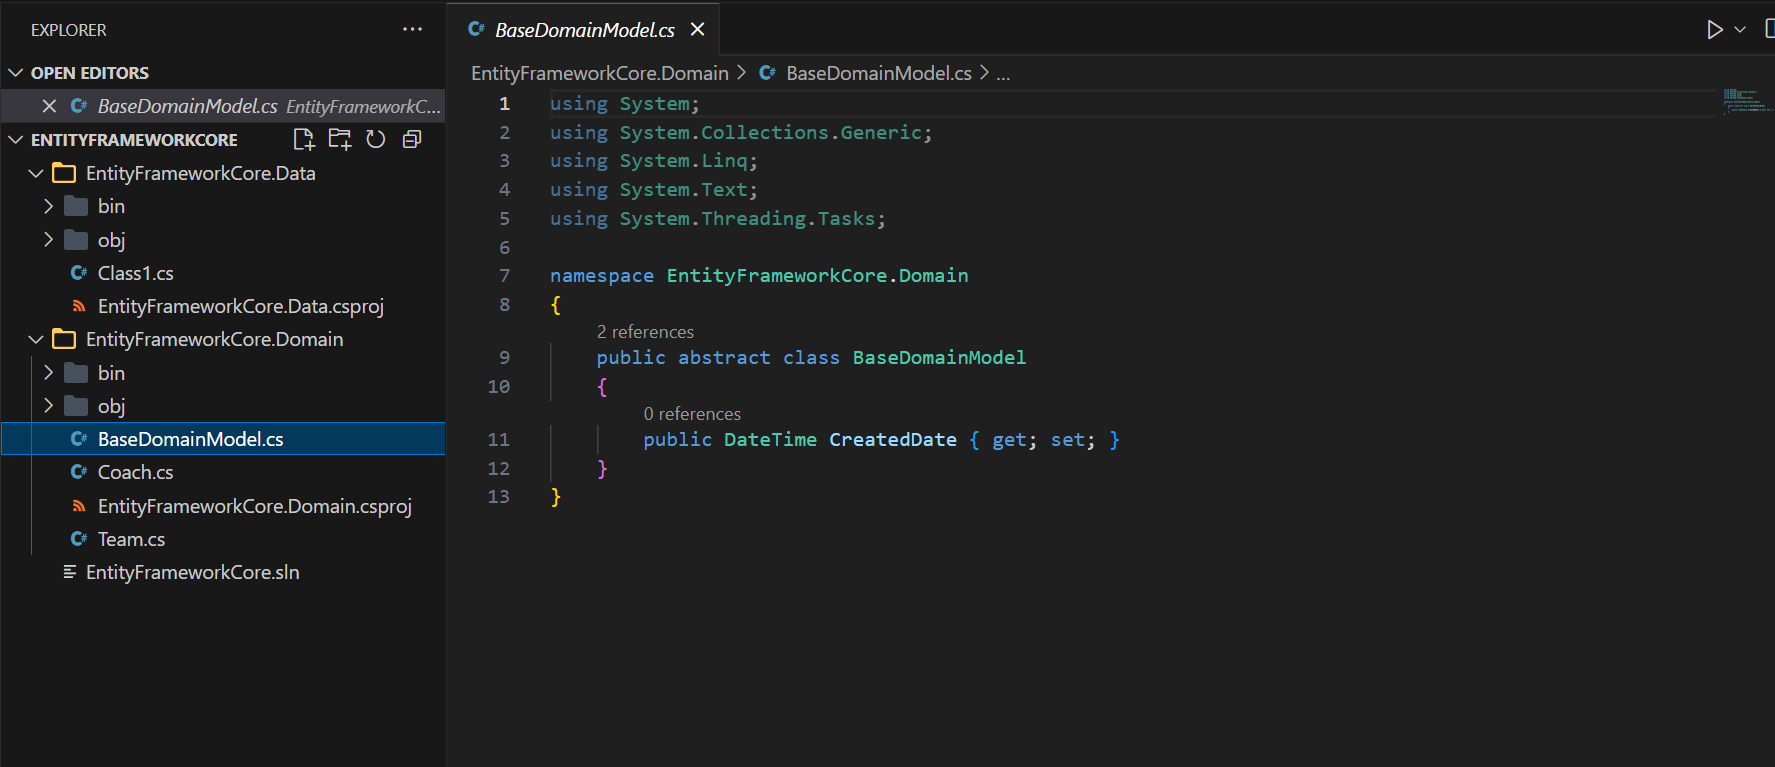 EXPLORER
OPEN EDITORS
BaseDomainModel.cs EntityFrameworkC...
ENTITYFRAMEWORKCORE
EntityFrameworkCore.Data
bin
obj
Class1.cs
EntityFrameworkCore.Data.csproj
EntityFrameworkCore.Domain
bin
obj
BaseDomainModel.cs
Coach.cs
EntityFrameworkCore.Domain.csproj
Team.cs
EntityFrameworkCore.sln
BaseDomainModel.cs
EntityFrameworkCore.Domain > BaseDomainModel.cs > ...
1 using System;
2 using System.Collections.Generic;
3 using System.Linq;
4 using System.Text;
5 using System.Threading.Tasks;
6
7 namespace EntityFrameworkCore.Domain
8 {
2 references
9 public abstract class BaseDomainModel
10 {
0 references
11 public DateTime CreatedDate { get; set; }
12 }
13 }